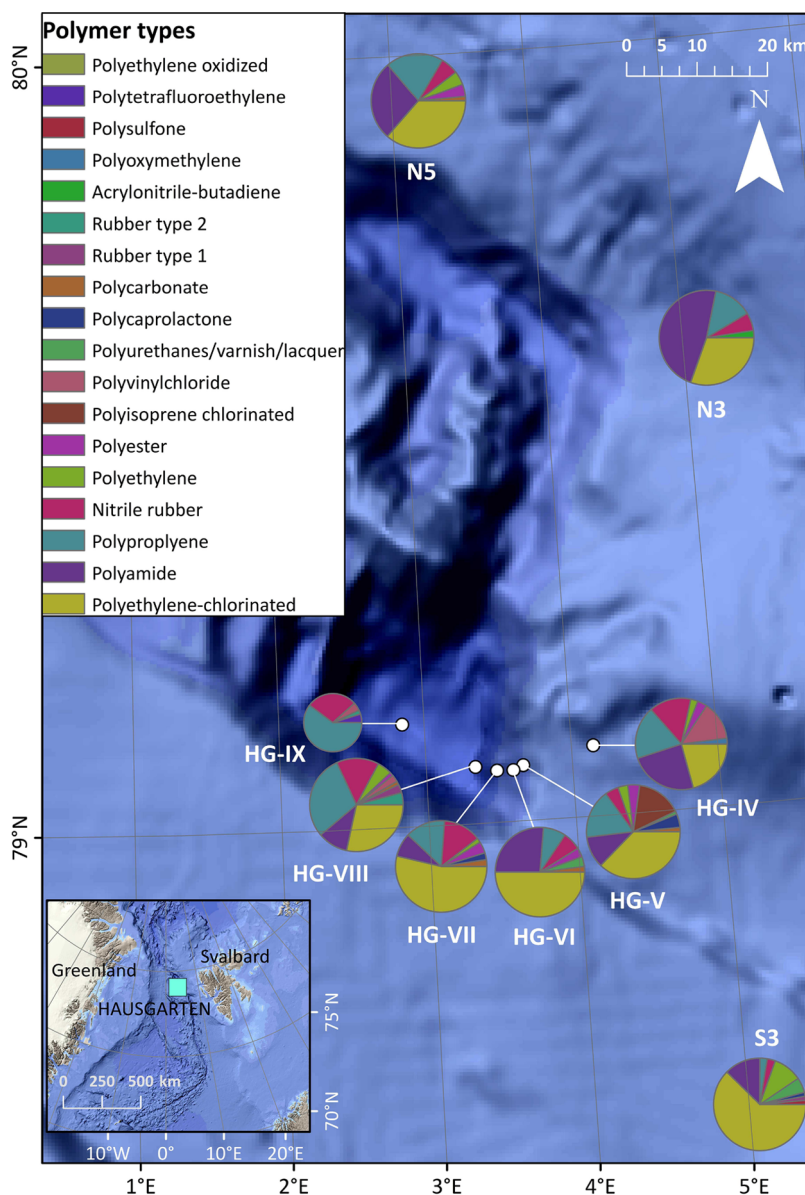 Polymer types
Polyethylene oxidized
Polytetrafluoroethylene
Polysulfone
Polyoxymethylene
Acrylonitrile-butadiene
Rubber type 2
Rubber type 1
Polycarbonate
Polycaprolactone
Polyurethanes/varnish/lacquer
Polyvinylchloride
Polyisoprene chlorinated
Polyester
Polyethylene
Nitrile rubber
Polyproplyene
Polyamide
Polyethylene-chlorinated
80°N
0 5 10 20 km
N
N5
N3
HG-IX
HG-IV
79°N
HG-VIII
HG-V
HG-VII
HG-VI
S3
Greenland
Svalbard
HAUSGARTEN
0 250 500 km
75°N
70°N
10°W 0° 10°E 20°E
1°E 2°E 3°E 4°E 5°E